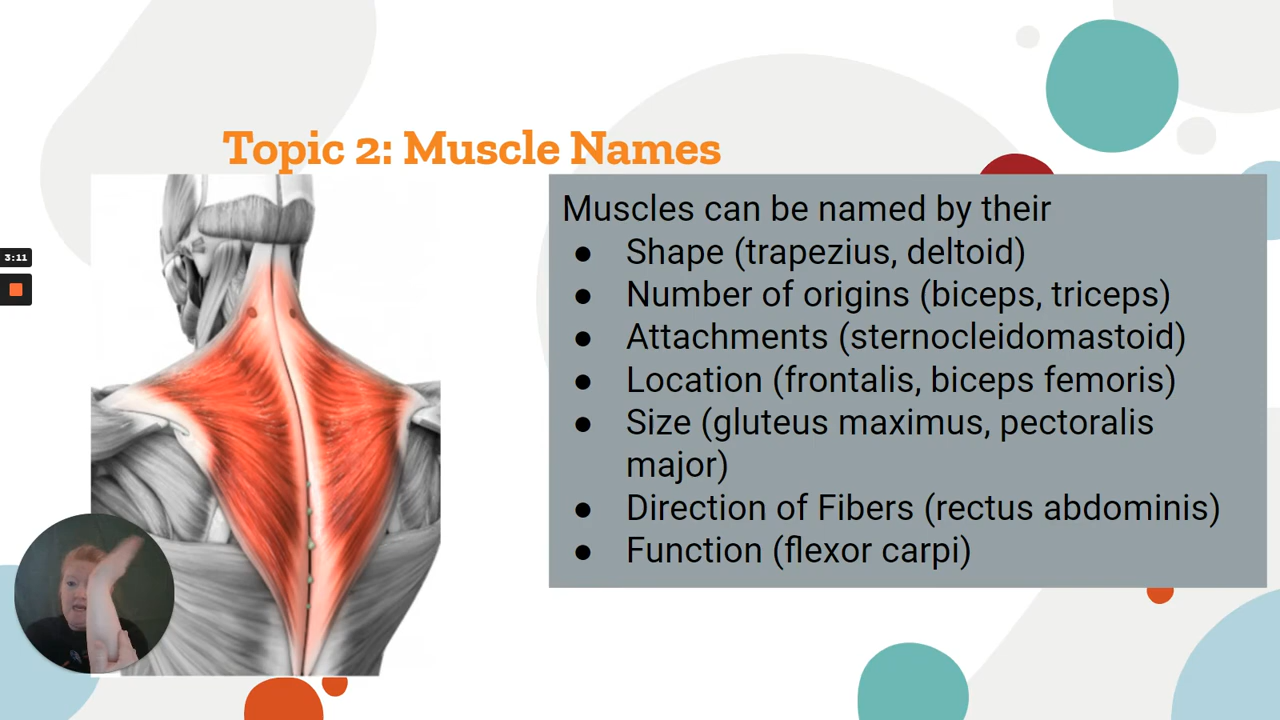 Topic 2: Muscle Names
Muscles can be named by their
● Shape (trapezius, deltoid)
● Number of origins (biceps, triceps)
● Attachments (sternocleidomastoid)
● Location (frontalis, biceps femoris)
● Size (gluteus maximus, pectoralis
major)
● Direction of Fibers (rectus abdominis)
● Function (flexor carpi)
3:11